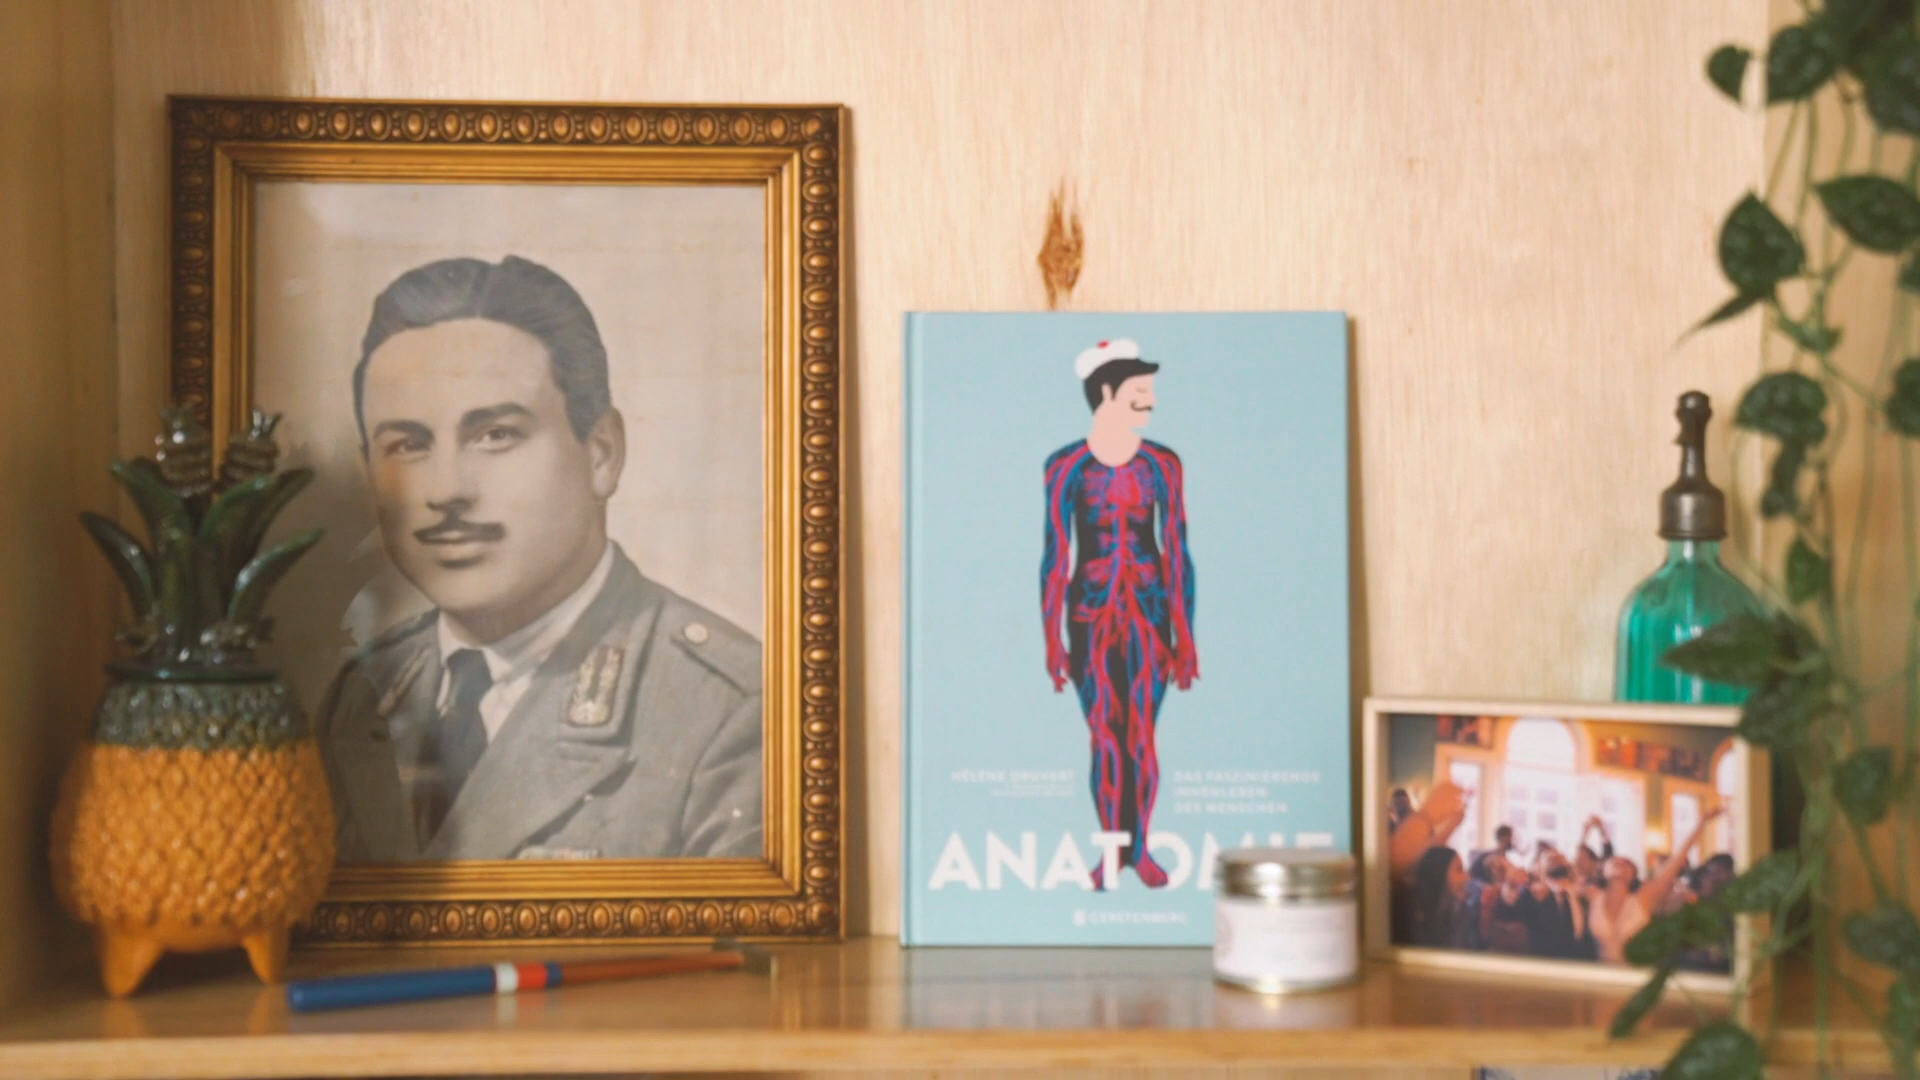 HÉLÈNE DRUVERT
DAS FASZINIERENDE
INNENLEBEN
DES MENSCHEN
ANATOMIE
GERSTENBERG